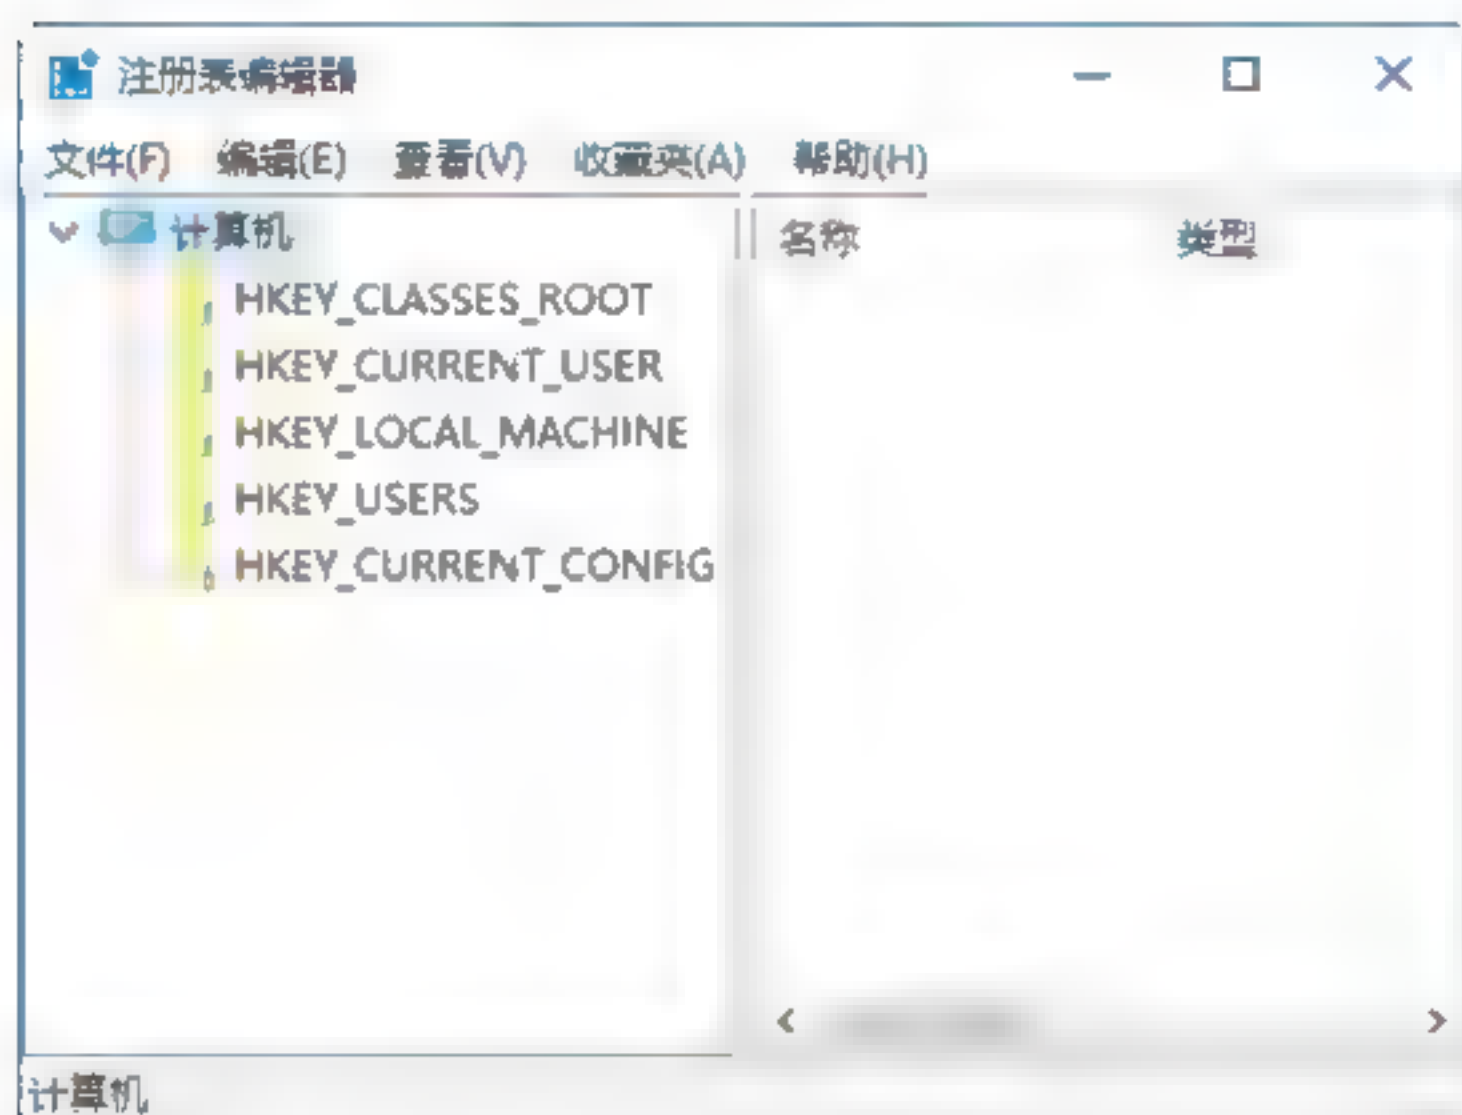 注册表编辑器
文件(F) 编辑(E) 查看(V) 收藏夹(A) 帮助(H)
计算机 名称 类型
HKEY_CLASSES_ROOT
HKEY_CURRENT_USER
HKEY_LOCAL_MACHINE
HKEY_USERS
HKEY_CURRENT_CONFIG
计算机